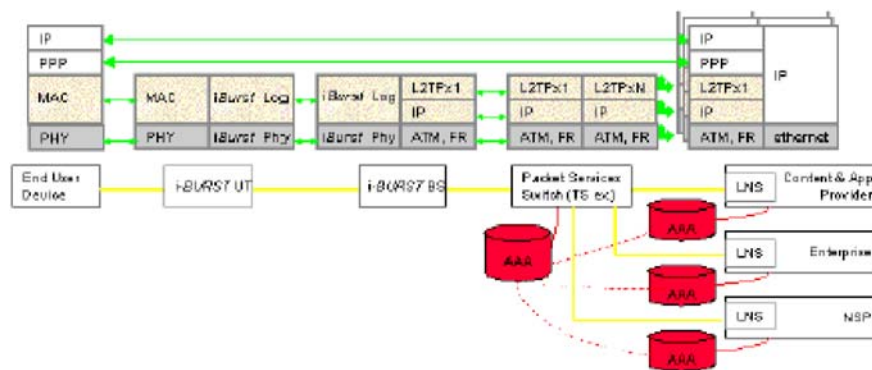 IP IP
PPP PPP IP
MAC MAC iBurst Log iBurst Log L2TPx1 L2TPx1 L2TPxN L2TPx1
IP IP IP IP
PHY PHY iBurst Phy iBurst Phy ATM, FR ATM, FR ATM, FR ATM, FR ethernet
End User
Device
i-BURST UT
i-BURST BS
Packet Services
Switch (TS ex)
LNS
Content & App
Provider
AAA
AAA
LNS
Enterprise
AAA
LNS
NSP
AAA